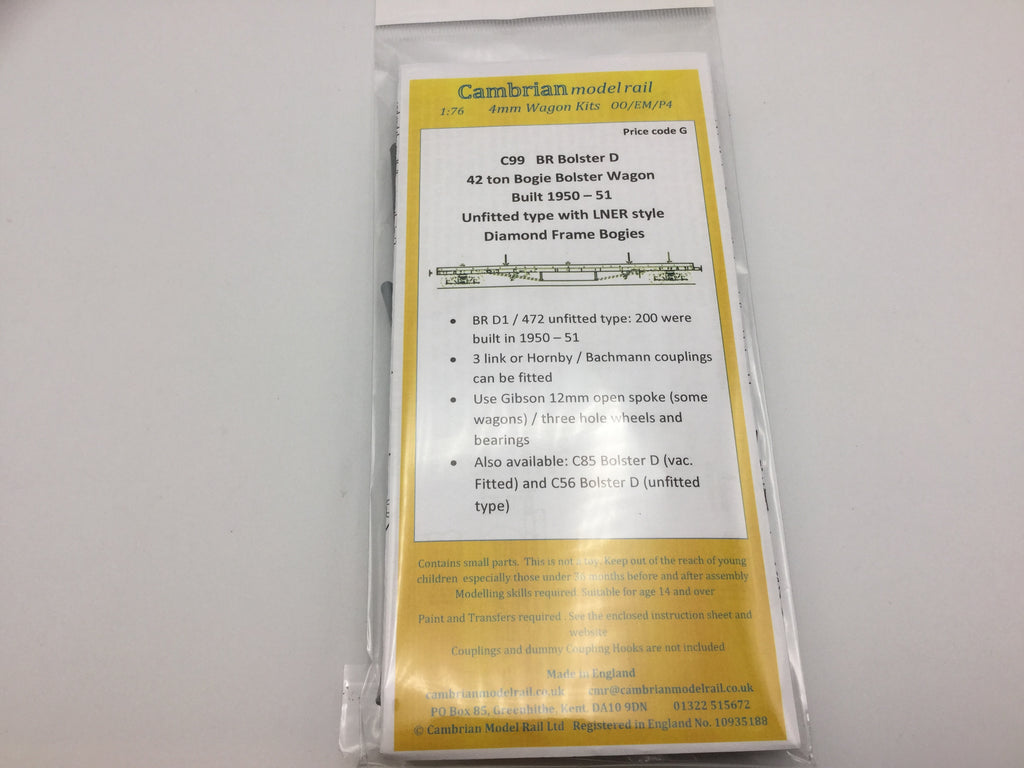 Cambrian model rail
1:76 4mm Wagon Kits OO/EM/P4
Price code G
C99 BR Bolster D
42 ton Bogie Bolster Wagon
Built 1950 – 51
Unfitted type with LNER style
Diamond Frame Bogies
• BR D1 / 472 unfitted type: 200 were
built in 1950 – 51
• 3 link or Hornby / Bachmann couplings
can be fitted
• Use Gibson 12mm open spoke (some
wagons) / three hole wheels and
bearings
• Also available: C85 Bolster D (vac.
Fitted) and C56 Bolster D (unfitted
type)
Contains small parts. This is not a toy. Keep out of the reach of young
children especially those under 36 months before and after assembly
Modelling skills required. Suitable for age 14 and over
Paint and Transfers required . See the enclosed instruction sheet and
website
Couplings and dummy Coupling Hooks are not included
Made in England
cambrianmodelrail.co.uk cmr@cambrianmodelrail.co.uk
PO Box 85, Greenhithe, Kent. DA10 9DN 01322 515672
© Cambrian Model Rail Ltd Registered in England No. 10935188